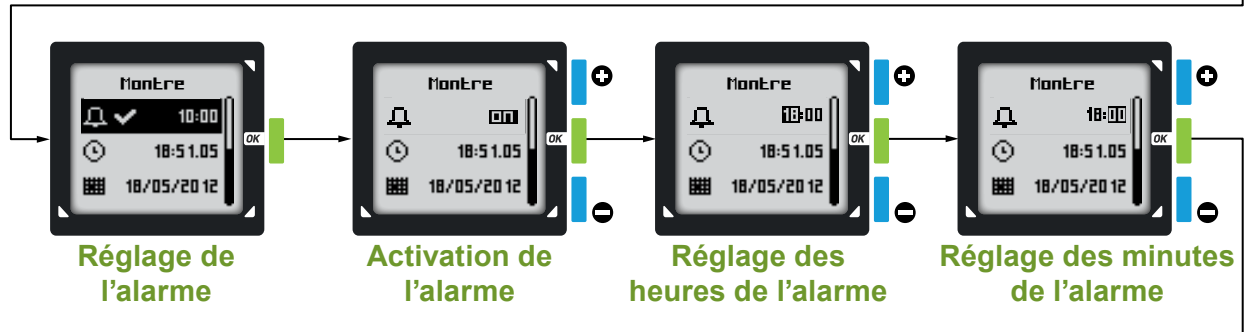 Montre
10:00
18:51.05
OK
18/05/2012
Réglage de
l'alarme
Montre
on
18:51.05
OK
18/05/2012
Activation de
l'alarme
Montre
18:00
18:51.05
OK
18/05/2012
Réglage des
heures de l'alarme
Montre
18:00
18:51.05
OK
18/05/2012
Réglage des minutes
de l'alarme